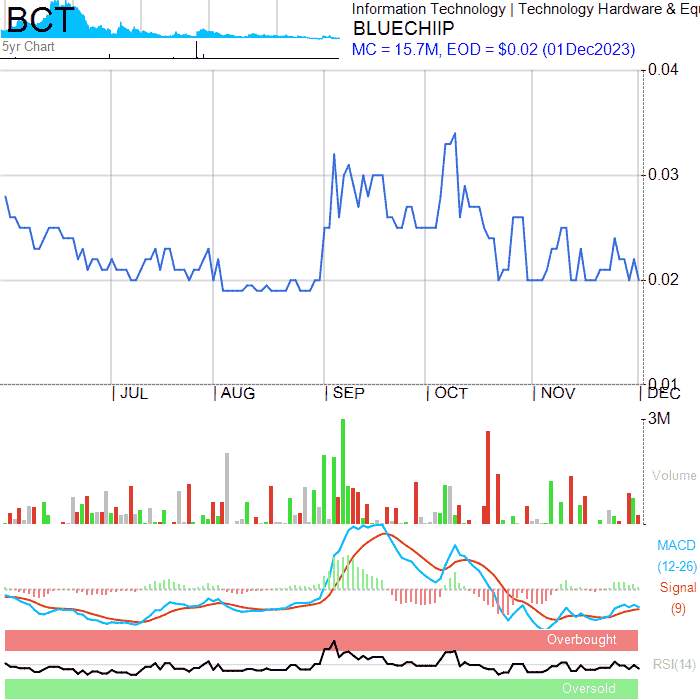 BCT
5yr Chart
Information Technology | Technology Hardware & Equ
BLUECHIIP
MC = 15.7M, EOD = $0.02 (01Dec2023)
0.04
0.03
0.02
0.01
JUL AUG SEP OCT NOV DEC
3M
Volume
MACD
(12-26)
Signal
(9)
Overbought
RSI(14)
Oversold